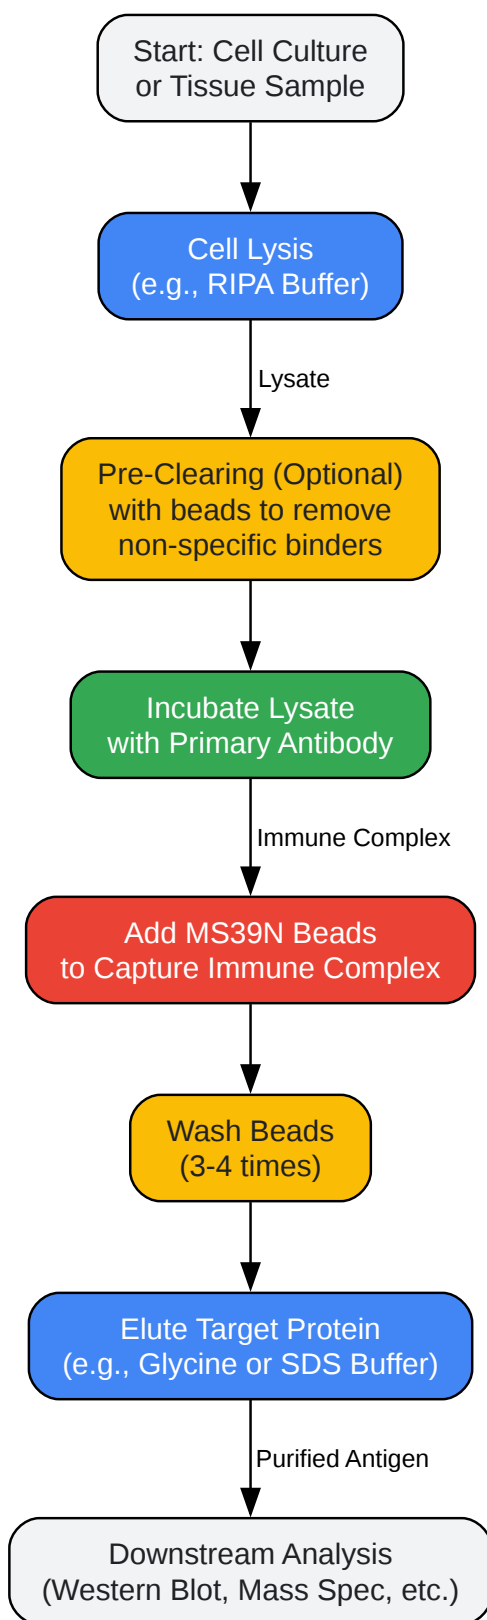 Start: Cell Culture
or Tissue Sample
Cell Lysis
(e.g., RIPA Buffer)
Lysate
Pre-Clearing (Optional)
with beads to remove
non-specific binders
Incubate Lysate
with Primary Antibody
Immune Complex
Add MS39N Beads
to Capture Immune Complex
Wash Beads
(3-4 times)
Elute Target Protein
(e.g., Glycine or SDS Buffer)
Purified Antigen
Downstream Analysis
(Western Blot, Mass Spec, etc.)